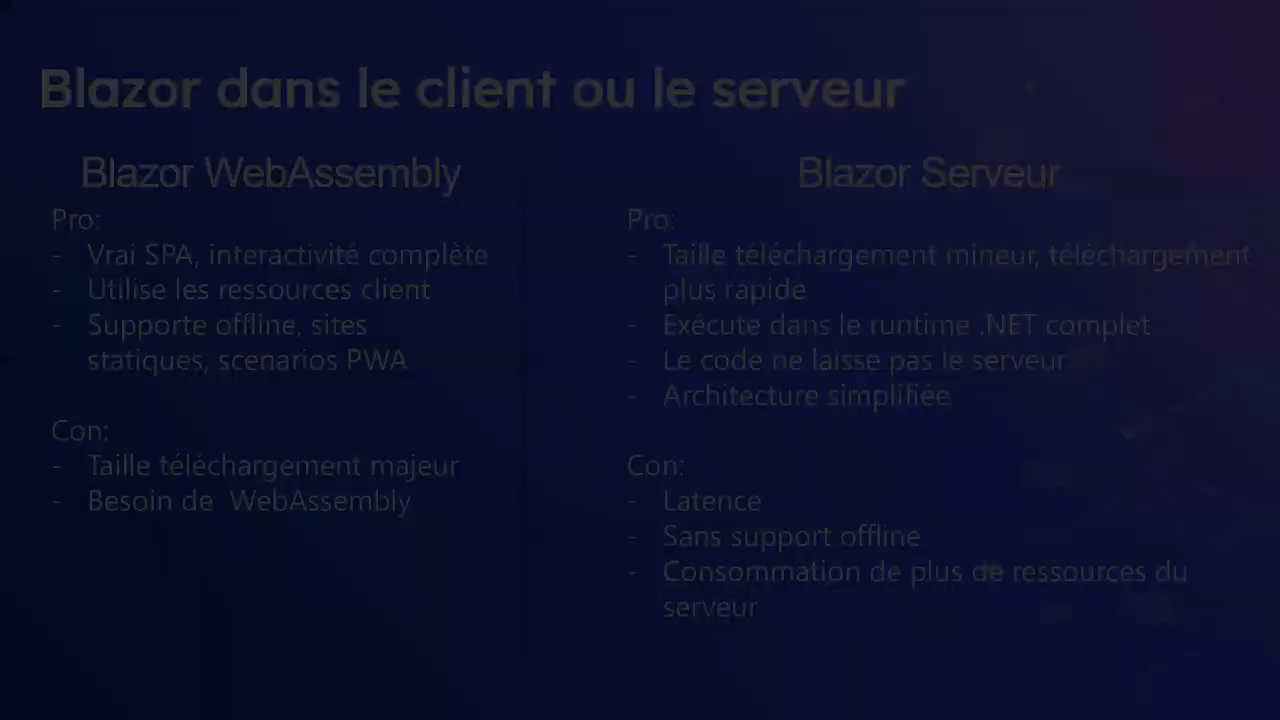 Blazor dans le client ou le serveur
Blazor WebAssembly
Pro:
- Vrai SPA, interactivité complète
- Utilise les ressources client
- Supporte offline, sites
statiques, scenarios PWA
Con:
- Taille téléchargement majeur
- Besoin de  WebAssembly
Blazor Serveur
Pro:
- Taille téléchargement mineur, téléchargement
plus rapide
- Exécute dans le runtime .NET complet
- Le code ne laisse pas le serveur
- Architecture simplifiée
Con:
- Latence
- Sans support offline
- Consommation de plus de ressources du
serveur